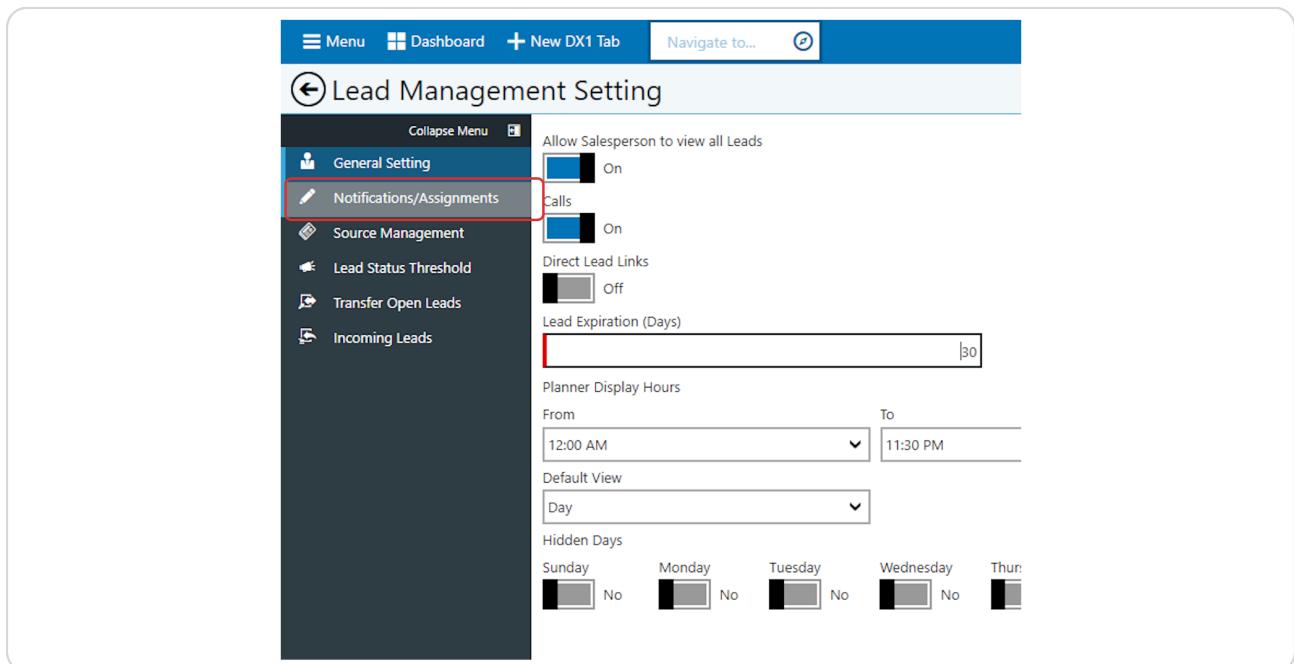 Menu Dashboard New DX1 Tab Navigate to...
Lead Management Setting
Collapse Menu
General Setting
Notifications/Assignments
Source Management
Lead Status Threshold
Transfer Open Leads
Incoming Leads
Allow Salesperson to view all Leads
On
Calls
On
Direct Lead Links
Off
Lead Expiration (Days)
30
Planner Display Hours
From To
12:00 AM 11:30 PM
Default View
Day
Hidden Days
Sunday Monday Tuesday Wednesday Thurs
No No No No